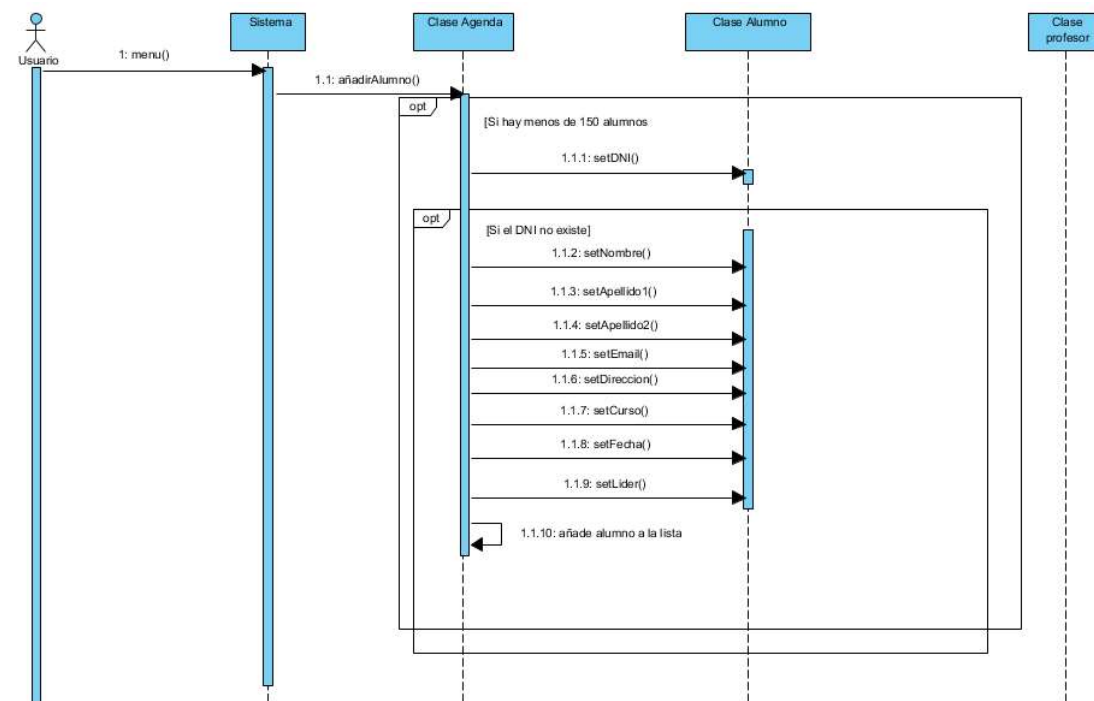 Usuario
Sistema
Clase Agenda
Clase Alumno
Clase
profesor
1: menu()
1.1: añadirAlumno()
opt
[Si hay menos de 150 alumnos
1.1.1: setDNI()
opt
[Si el DNI no existe]
1.1.2: setNombre()
1.1.3: setApellido1()
1.1.4: setApellido2()
1.1.5: setEmail()
1.1.6: setDireccion()
1.1.7: setCurso()
1.1.8: setFecha()
1.1.9: setLider()
1.1.10: añade alumno a la lista